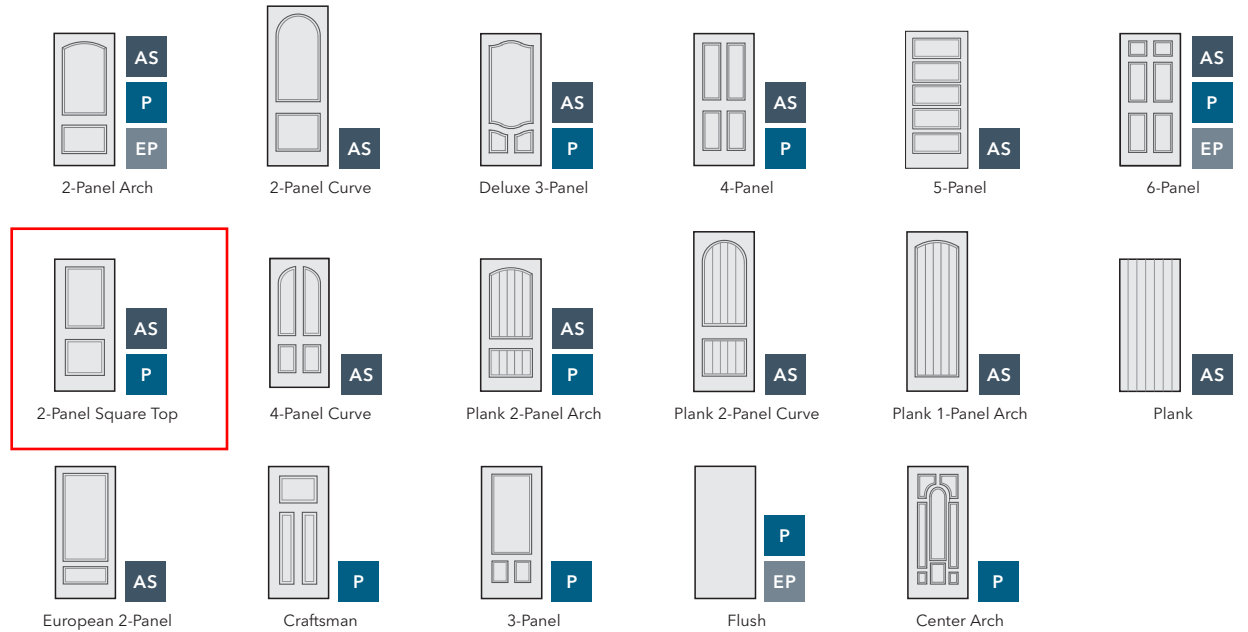 AS
P
EP
2-Panel Arch
AS
2-Panel Curve
AS
P
Deluxe 3-Panel
AS
P
4-Panel
AS
5-Panel
AS
P
EP
6-Panel
AS
P
2-Panel Square Top
AS
4-Panel Curve
AS
P
Plank 2-Panel Arch
AS
Plank 2-Panel Curve
AS
Plank 1-Panel Arch
AS
Plank
AS
European 2-Panel
P
Craftsman
P
3-Panel
P
EP
Flush
P
Center Arch